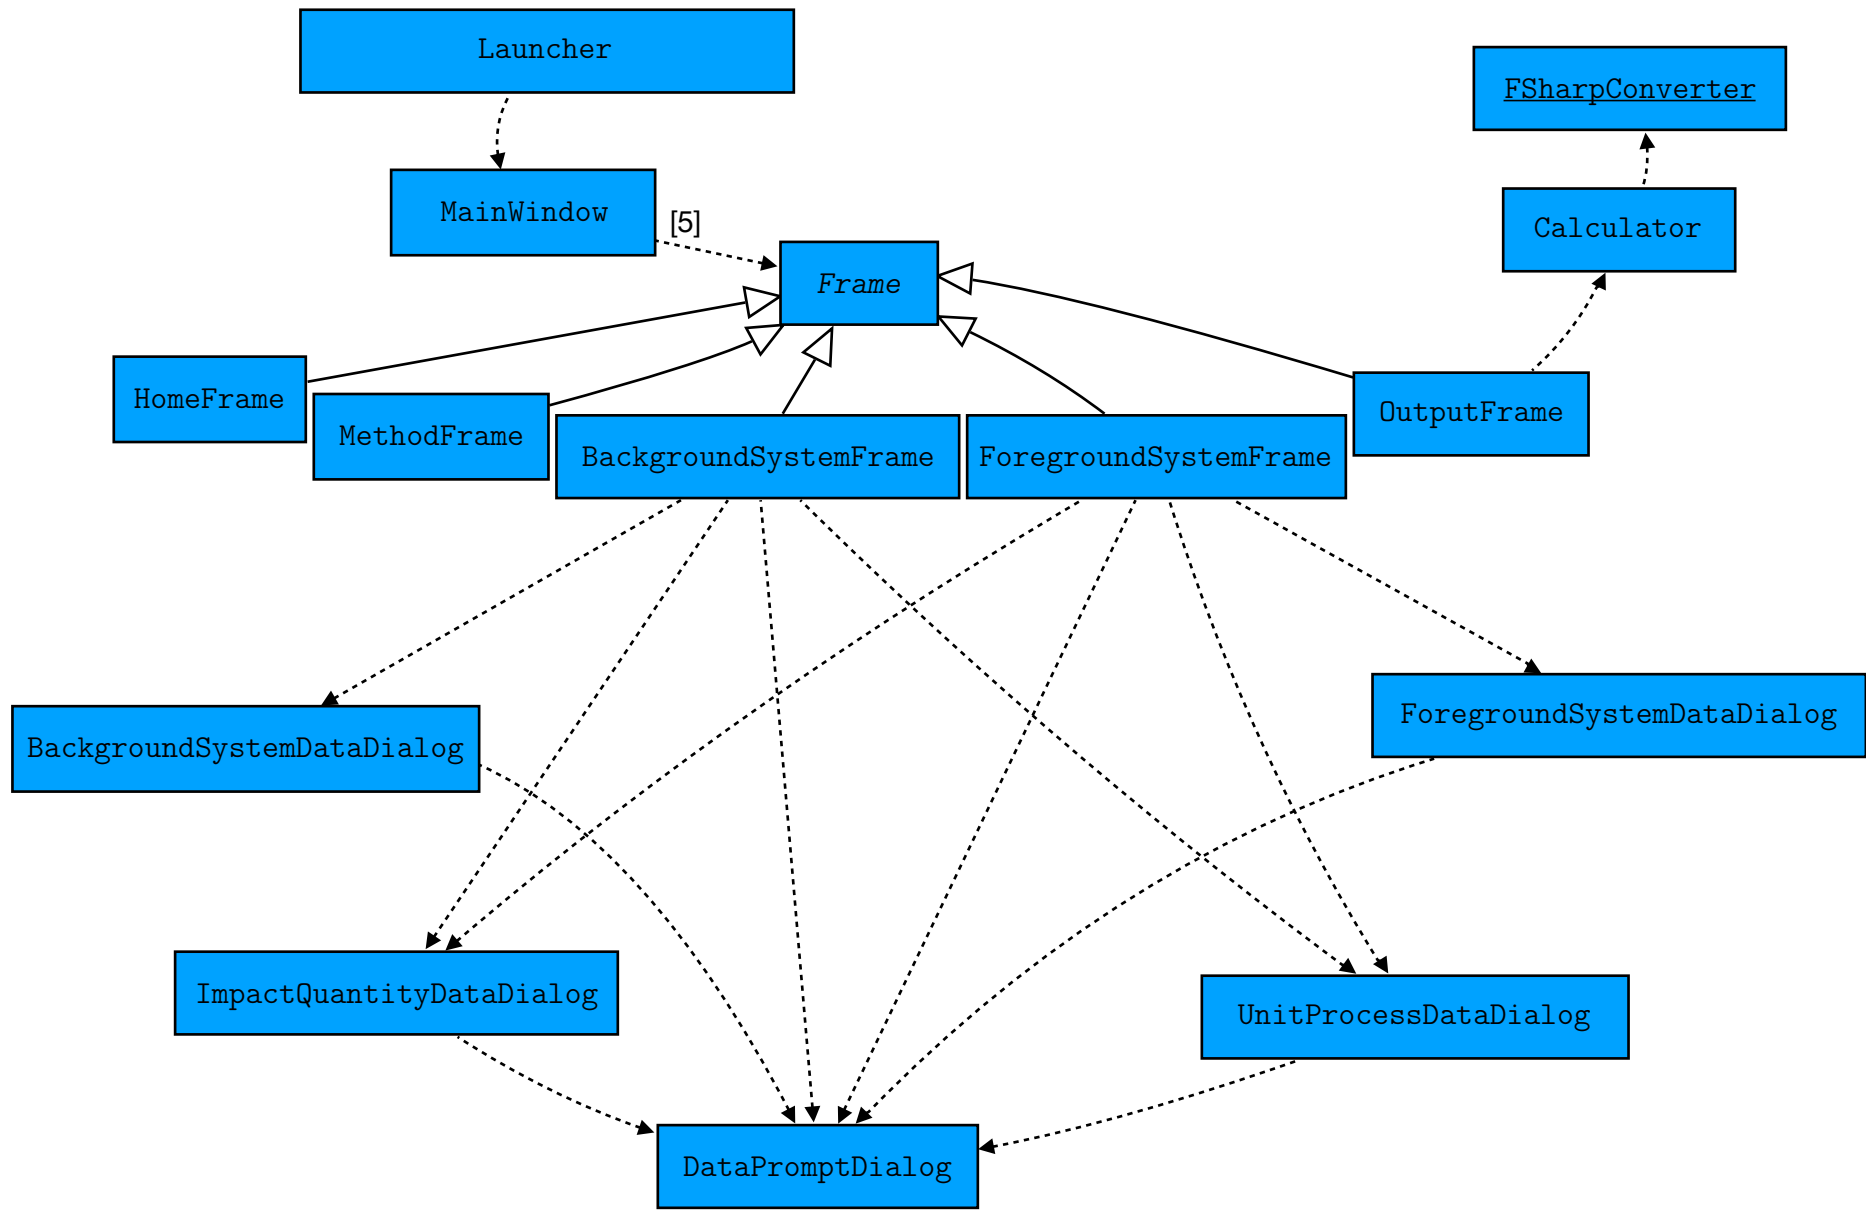 Launcher
FSharpConverter
MainWindow
[5]
Calculator
Frame
HomeFrame
MethodFrame
BackgroundSystemFrame
ForegroundSystemFrame
OutputFrame
BackgroundSystemDataDialog
ForegroundSystemDataDialog
ImpactQuantityDataDialog
UnitProcessDataDialog
DataPromptDialog